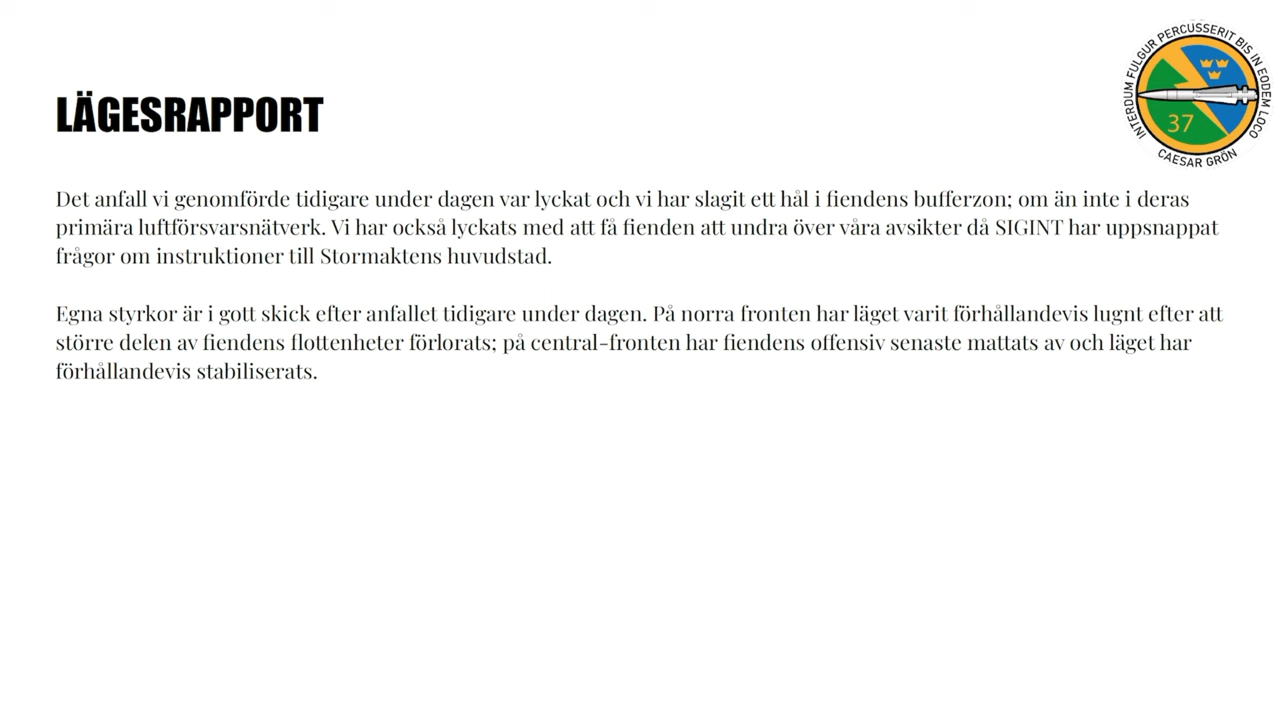 LÄGESRAPPORT
INTERDUM FULGUR PERCUSSERIT BIS IN EODEM LOCO
37
CAESAR GRÖN
Det anfall vi genomförde tidigare under dagen var lyckat och vi har slagit ett hål i fiendens bufferzon; om än inte i deras
primära luftförsvarsnätverk. Vi har också lyckats med att få fienden att undra över våra avsikter då SIGINT har uppsnappat
frågor om instruktioner till Stormaktens huvudstad.
Egna styrkor är i gott skick efter anfallet tidigare under dagen. På norra fronten har läget varit förhållandevis lugnt efter att
större delen av fiendens flottenheter förlorats; på central-fronten har fiendens offensiv senaste mattats av och läget har
förhållandevis stabiliserats.